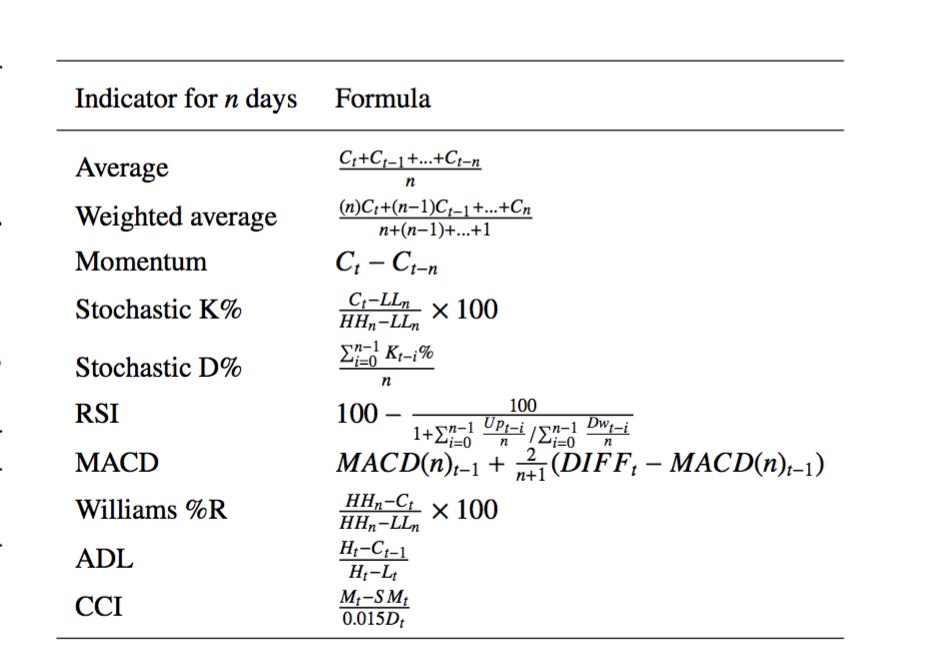 Indicator for n days Formula
Average \frac{C_t+C_{t-1}+...+C_{t-n}}{n}
Weighted average \frac{(n)C_t+(n-1)C_{t-1}+...+C_n}{n+(n-1)+...+1}
Momentum C_t - C_{t-n}
Stochastic K% \frac{C_t-LL_n}{HH_n-LL_n} × 100
Stochastic D% \frac{\sum_{i=0}^{n-1} K_{t-i}%}{n}
RSI 100 - \frac{100}{1+\sum_{i=0}^{n-1} \frac{Up_{t-i}}{n} / \sum_{i=0}^{n-1} \frac{Dw_{t-i}}{n}}
MACD MACD(n)_{t-1} + \frac{2}{n+1}(DIFF_t - MACD(n)_{t-1})
Williams %R \frac{HH_n-C_t}{HH_n-LL_n} × 100
ADL \frac{H_t-C_{t-1}}{H_t-L_t}
CCI \frac{M_t-SM_t}{0.015D_t}